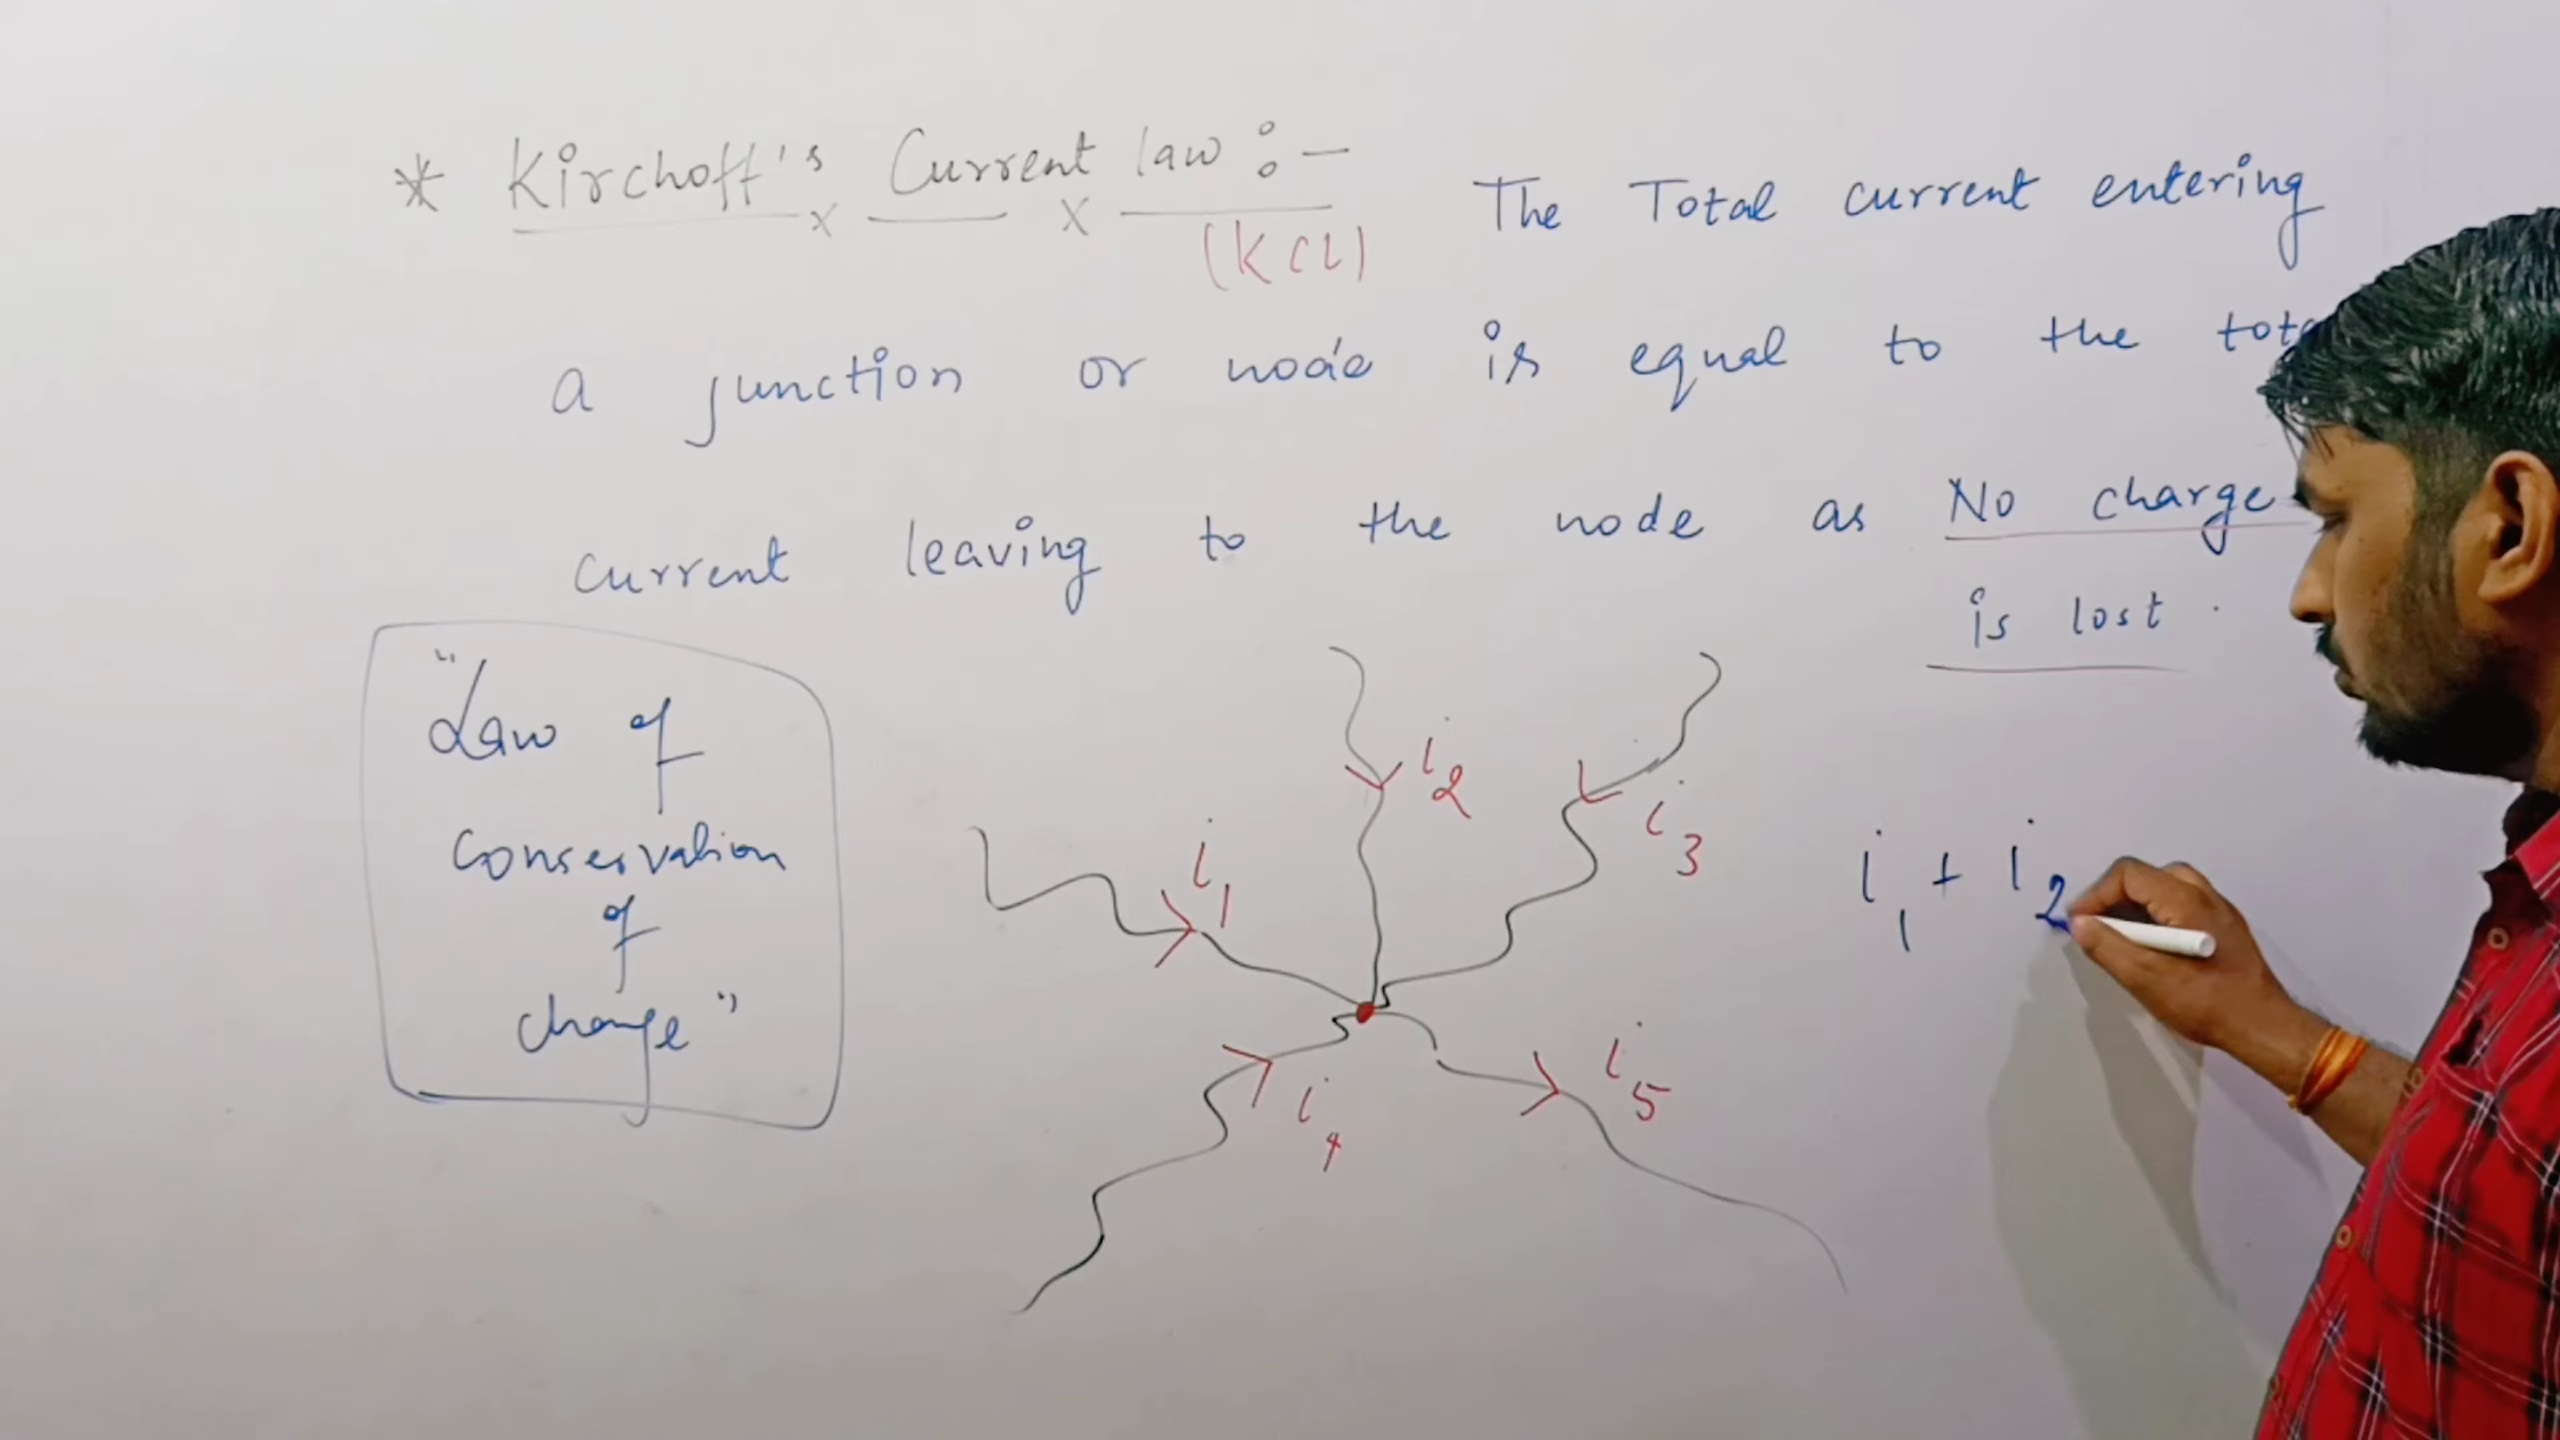 * Kirchoff's Current law :-
(KCL)
The Total current entering
a junction or node is equal to the
current leaving to the node as No charge
is lost.
"Law of
Conservation
of
charge"
i1
i2
i3
i4
i5
i1 + i2